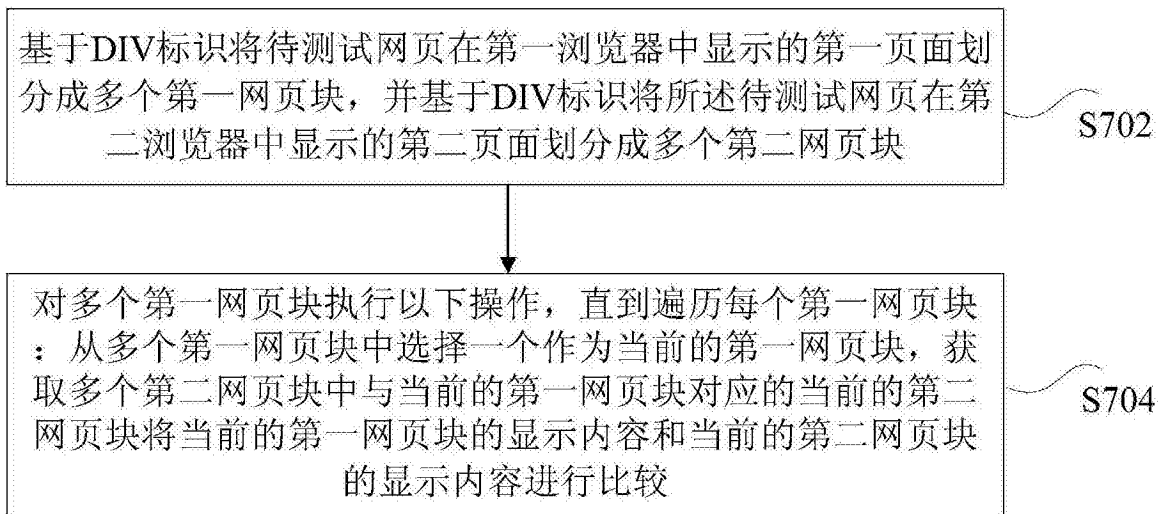 基于DIV标识将待测试网页在第一浏览器中显示的第一页面划
分成多个第一网页块，并基于DIV标识将所述待测试网页在第
二浏览器中显示的第二页面划分成多个第二网页块
S702
对多个第一网页块执行以下操作，直到遍历每个第一网页块
：从多个第一网页块中选择一个作为当前的第一网页块，获
取多个第二网页块中与当前的第一网页块对应的当前的第二
网页块将当前的第一网页块的显示内容和当前的第二网页块
的显示内容进行比较
S704